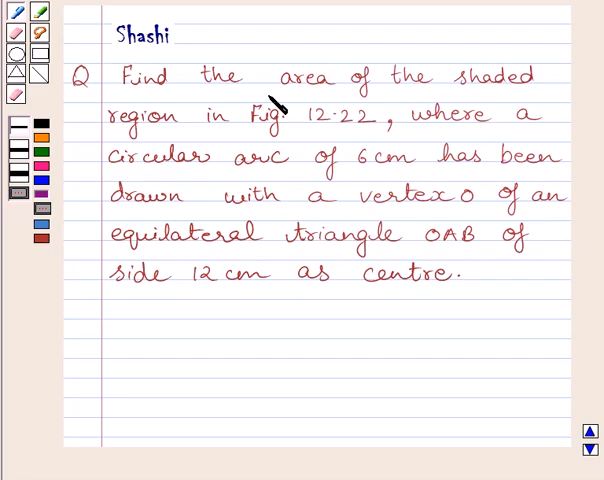 Shashi
Q Find the area of the shaded
region in Fig. 12.22, where a
circular arc of 6 cm has been
drawn with a vertex O of an
equilateral triangle OAB of
side 12 cm as centre.